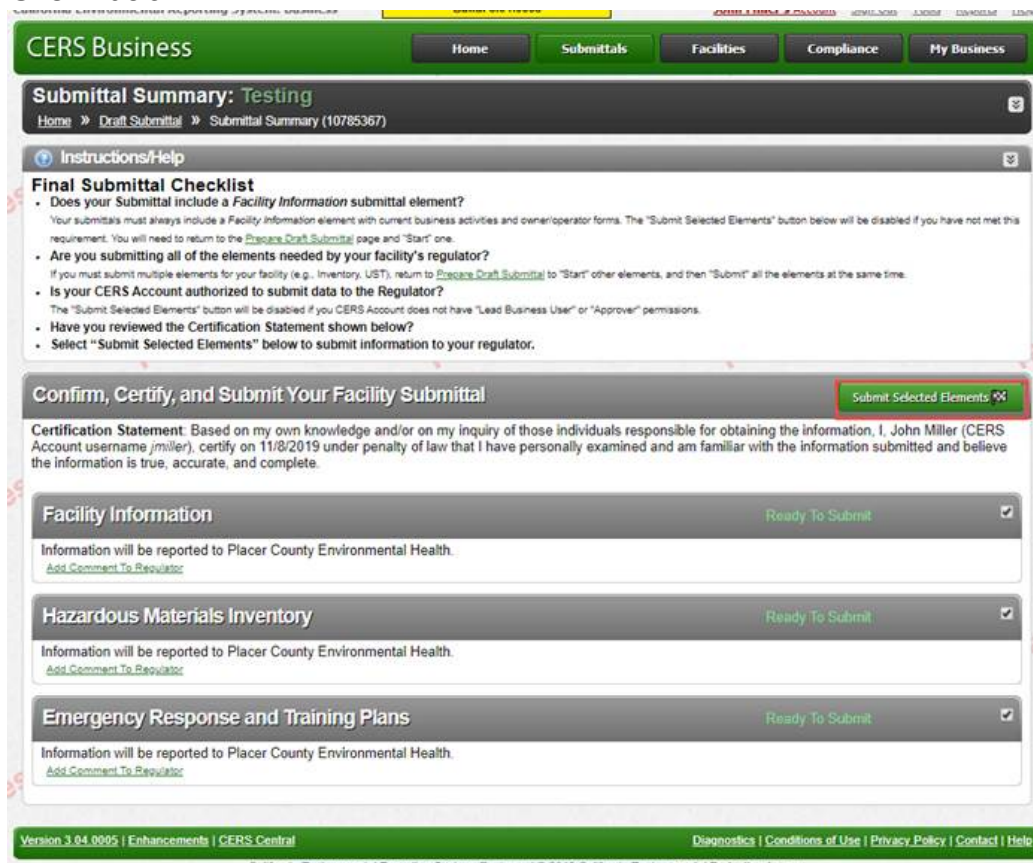 California Environmental Reporting System: Business
Account Sign Out Tools
CERS Business
Home Submittals Facilities Compliance My Business
Submittal Summary: Testing
Home » Draft Submittal » Submittal Summary (10785367)
Instructions/Help
Final Submittal Checklist
• Does your Submittal include a Facility Information submittal element?
Your submittals must always include a Facility Information element with current business activities and owner/operator forms. The "Submit Selected Elements" button below will be disabled if you have not met this
requirement. You will need to return to the Prepare Draft Submittal page and "Start" one.
• Are you submitting all of the elements needed by your facility's regulator?
If you must submit multiple elements for your facility (e.g., Inventory, UST), return to Prepare Draft Submittal to "Start" other elements, and then "Submit" all the elements at the same time.
• Is your CERS Account authorized to submit data to the Regulator?
The "Submit Selected Elements" button will be disabled if you CERS Account does not have "Lead Business User" or "Approver" permissions.
• Have you reviewed the Certification Statement shown below?
• Select “Submit Selected Elements” below to submit information to your regulator.
Confirm, Certify, and Submit Your Facility Submittal
Submit Selected Elements
Certification Statement: Based on my own knowledge and/or on my inquiry of those individuals responsible for obtaining the information, I, John Miller (CERS
Account username jmiller), certify on 11/8/2019 under penalty of law that I have personally examined and am familiar with the information submitted and believe
the information is true, accurate, and complete.
Facility Information Ready To Submit
Information will be reported to Placer County Environmental Health.
Add Comment To Regulator
Hazardous Materials Inventory Ready To Submit
Information will be reported to Placer County Environmental Health.
Add Comment To Regulator
Emergency Response and Training Plans Ready To Submit
Information will be reported to Placer County Environmental Health.
Add Comment To Regulator
Version 3.04.0005 | Enhancements | CERS Central
Diagnostics | Conditions of Use | Privacy Policy | Contact | Help